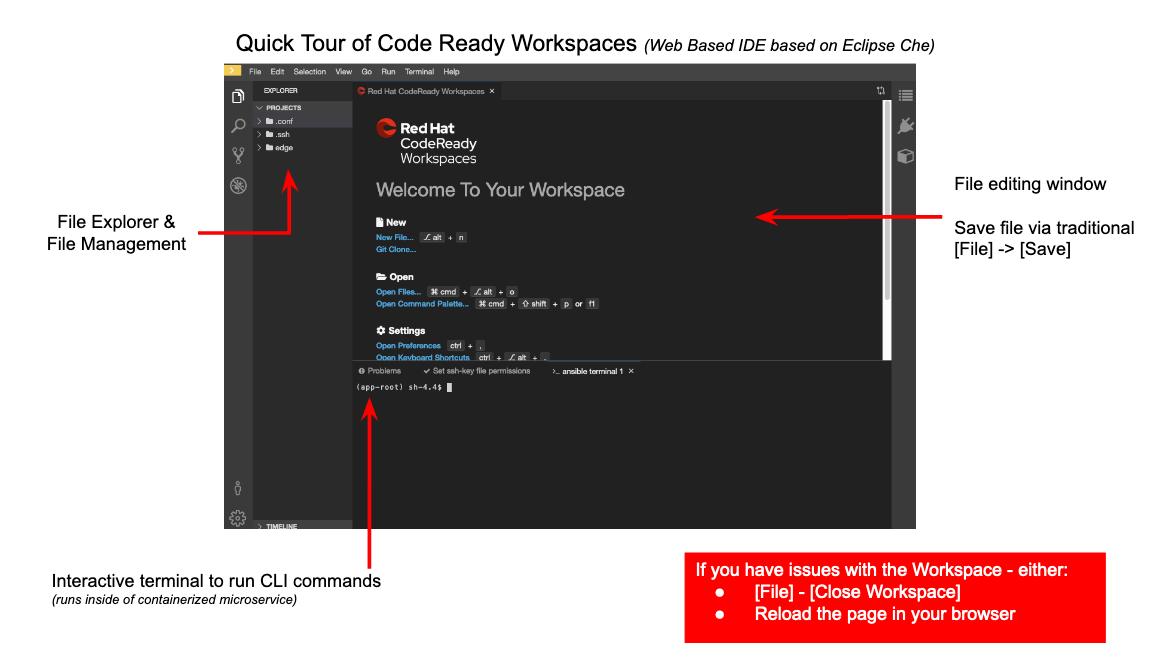 Quick Tour of Code Ready Workspaces (Web Based IDE based on Eclipse Che)
File Edit Selection View Go Run Terminal Help
EXPLORER
Red Hat CodeReady Workspaces ×
PROJECTS
.conf
.ssh
edge
Red Hat
CodeReady
Workspaces
Welcome To Your Workspace
New
New File... ⌥ alt + n
Git Clone...
Open
Open Files... ⌘ cmd + ⌥ alt + o
Open Command Palette... ⌘ cmd + ⇧ shift + p or f1
Settings
Open Preferences ctrl + ,
Open Keyboard Shortcuts ctrl + ⌥ alt + ,
Problems ✓ Set ssh-key file permissions >_ ansible terminal 1 ×
(app-root) sh-4.4$
TIMELINE
File Explorer &
File Management
File editing window
Save file via traditional
[File] -> [Save]
Interactive terminal to run CLI commands
(runs inside of containerized microservice)
If you have issues with the Workspace - either:
● [File] - [Close Workspace]
● Reload the page in your browser